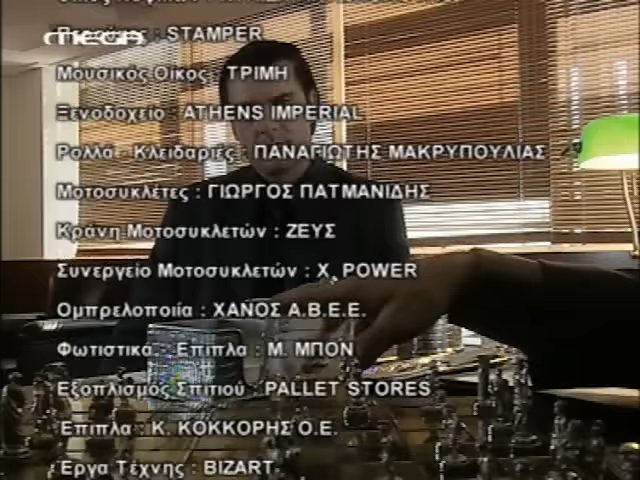 MEGA
: STAMPER
Μουσικός Οίκος : ΤΡΙΜΗ
Ξενοδοχείο : ATHENS IMPERIAL
Ρολλά - Κλειδαριές : ΠΑΝΑΓΙΩΤΗΣ ΜΑΚΡΥΠΟΥΛΙΑΣ
Μοτοσυκλέτες : ΓΙΩΡΓΟΣ ΠΑΤΜΑΝΙΔΗΣ
Κράνη Μοτοσυκλετών : ΖΕΥΣ
Συνεργείο Μοτοσυκλετών : X. POWER
Ομπρελοποιία : ΧΑΝΟΣ Α.Β.Ε.Ε.
Φωτιστικά - Επιπλα : Μ. ΜΠΟΝ
Εξοπλισμός Σπιτιού : PALLET STORES
Έπιπλα : Κ. ΚΟΚΚΟΡΗΣ Ο.Ε.
Έργα Τέχνης : BIZART